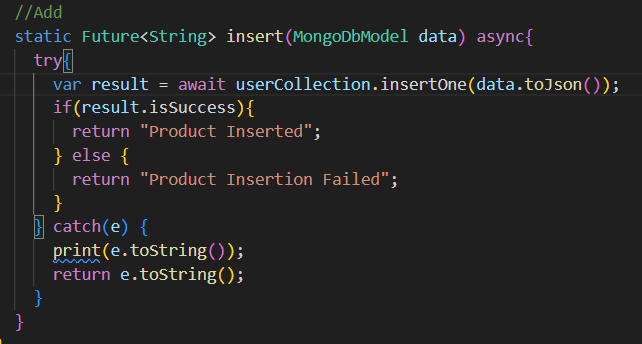 //Add
static Future<String> insert(MongoDbModel data) async{
try{
var result = await userCollection.insertOne(data.toJson());
if(result.isSuccess){
return "Product Inserted";
} else {
return "Product Insertion Failed";
}
} catch(e) {
print(e.toString());
return e.toString();
}
}